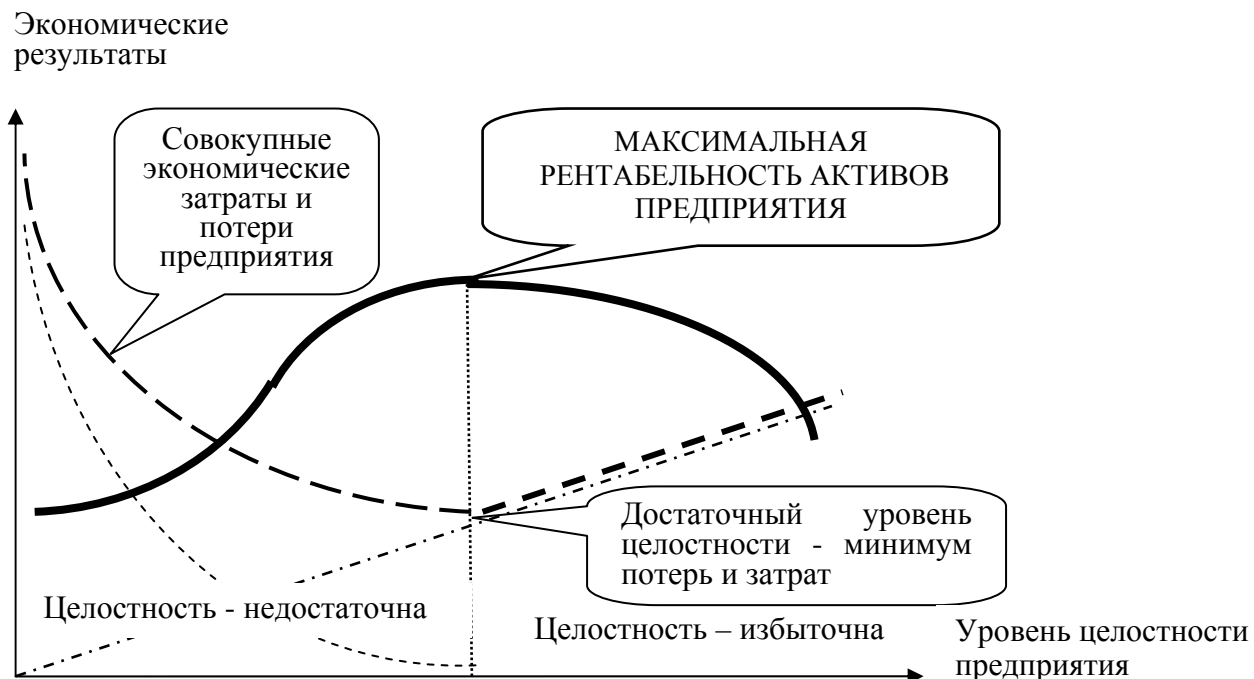 Экономические
результаты
Совокупные
экономические
затраты и
потери
предприятия
МАКСИМАЛЬНАЯ
РЕНТАБЕЛЬНОСТЬ АКТИВОВ
ПРЕДПРИЯТИЯ
Достаточный уровень
целостности - минимум
потерь и затрат
Целостность - недостаточна
Целостность – избыточна
Уровень целостности
предприятия